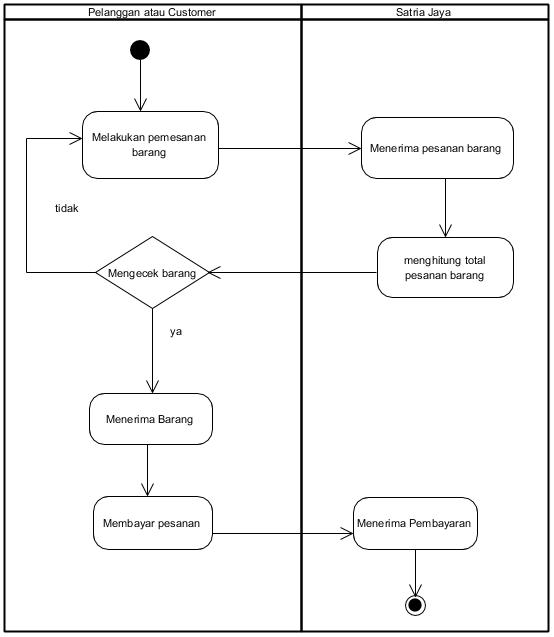 Pelanggan atau Customer
Satria Jaya
Melakukan pemesanan
barang
Menerima pesanan barang
tidak
menghitung total
pesanan barang
Mengecek barang
ya
Menerima Barang
Membayar pesanan
Menerima Pembayaran